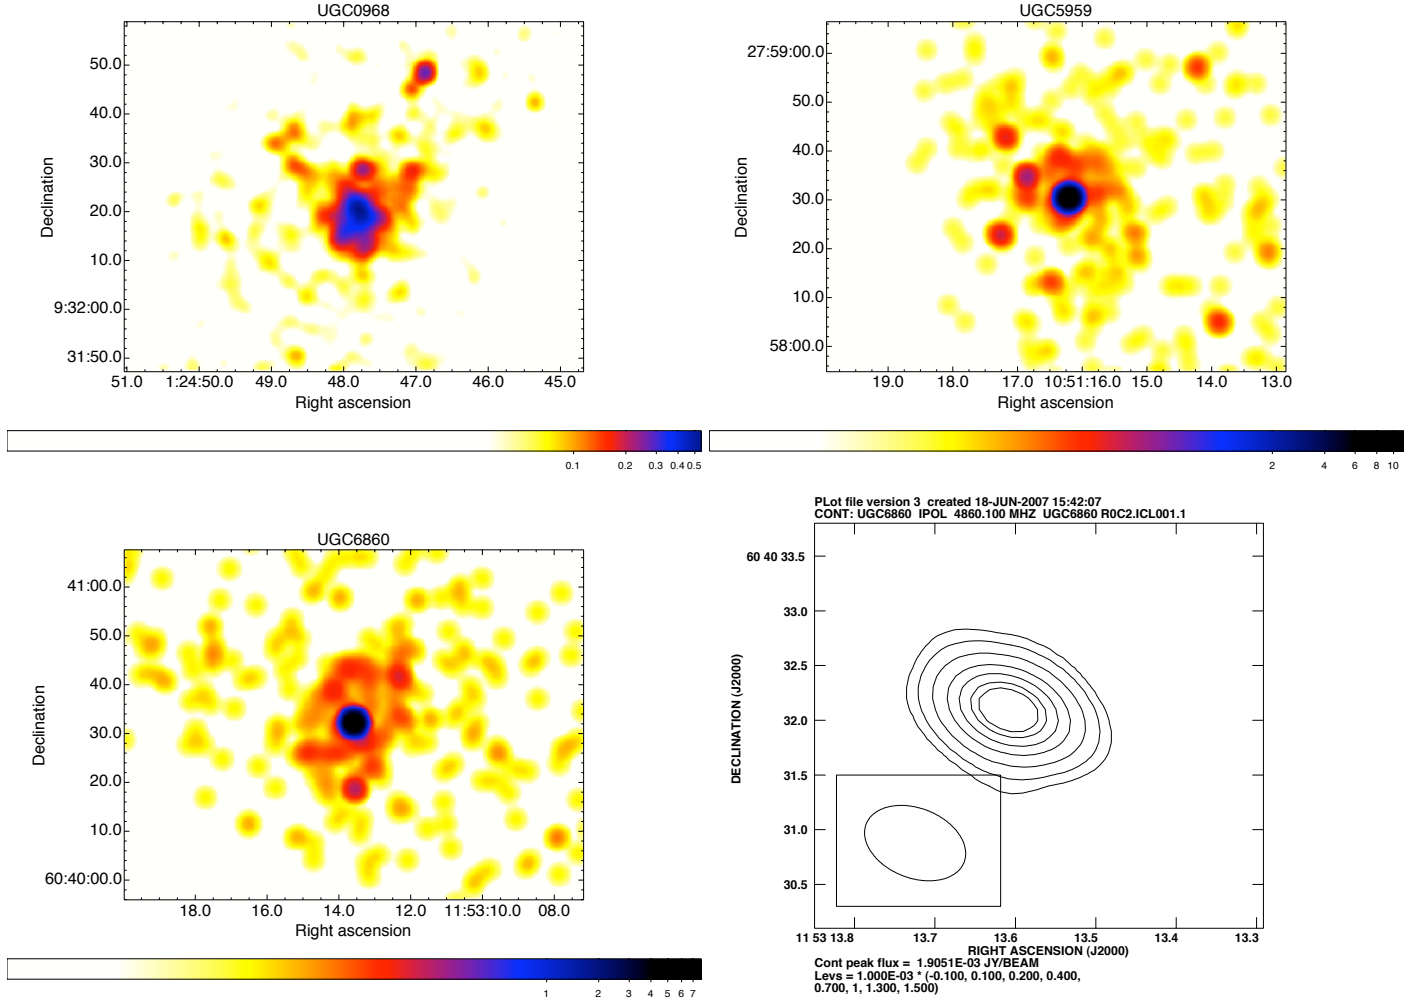 UGC0968
50.0
40.0
30.0
20.0
10.0
9:32:00.0
31:50.0
Declination
51.0 1:24:50.0 49.0 48.0 47.0 46.0 45.0
Right ascension
0.1 0.2 0.3 0.4 0.5
UGC5959
27:59:00.0
50.0
40.0
30.0
20.0
10.0
58:00.0
Declination
19.0 18.0 17.0 10:51:16.0 15.0 14.0 13.0
Right ascension
2 4 6 8 10
UGC6860
41:00.0
50.0
40.0
30.0
20.0
10.0
60:40:00.0
Declination
18.0 16.0 14.0 12.0 11:53:10.0 08.0
Right ascension
1 2 3 4 5 6 7
PLot file version 3 created 18-JUN-2007 15:42:07
CONT: UGC6860 IPOL 4860.100 MHZ UGC6860 R0C2.ICL001.1
60 40 33.5
33.0
32.5
32.0
31.5
31.0
30.5
DECLINATION (J2000)
11 53 13.8 13.7 13.6 13.5 13.4 13.3
RIGHT ASCENSION (J2000)
Cont peak flux = 1.9051E-03 JY/BEAM
Levs = 1.000E-03 * (-0.100, 0.100, 0.200, 0.400,
0.700, 1, 1.300, 1.500)